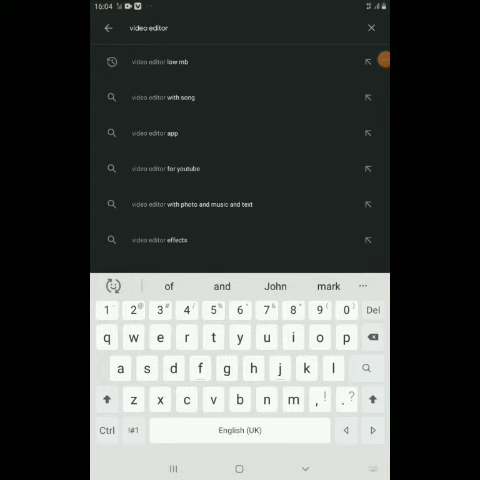 16:04
video editor
video editor low mb
video editor with song
video editor app
video editor for youtube
video editor with photo and music and text
video editor effects
of and John mark ...
1 2 @ 3 # 4 / 5 % 6 ^ 7 & 8 * 9 ( 0 ) Del
q w e r t y u i o p
a s d f g h j k l
z x c v b n m , ! . ?
Ctrl !#1 English (UK)